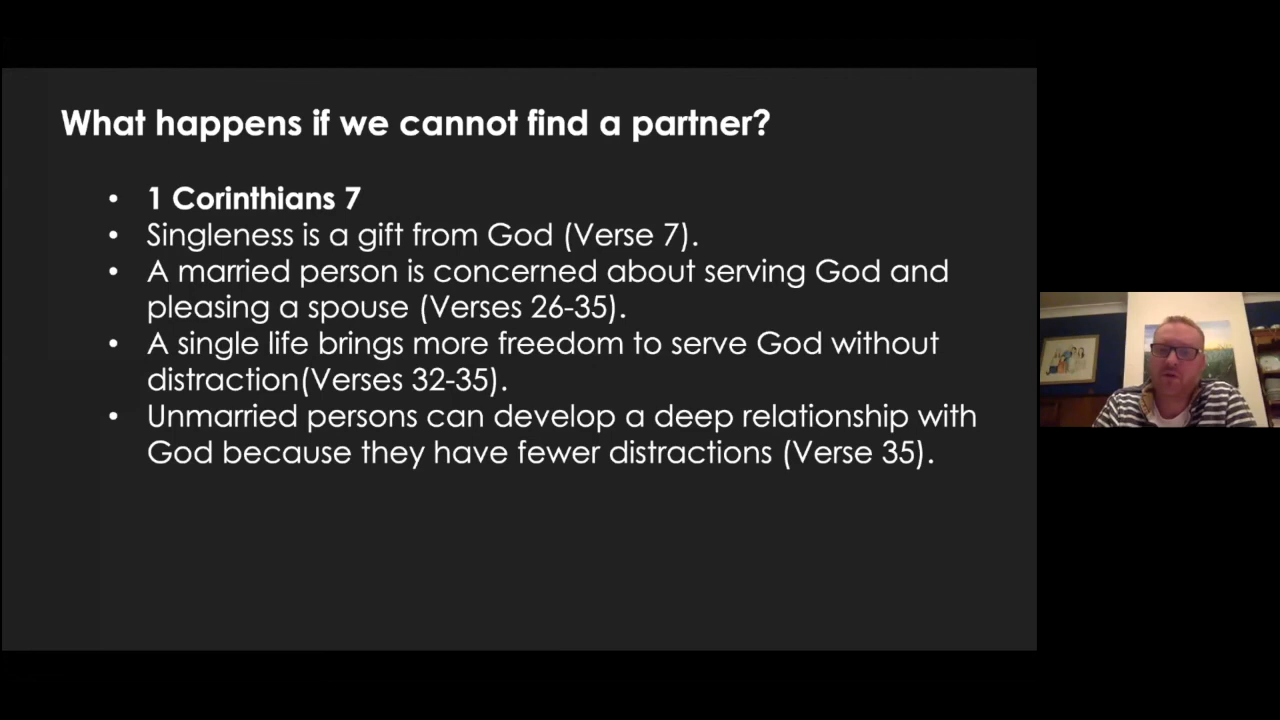 What happens if we cannot find a partner?
• 1 Corinthians 7
• Singleness is a gift from God (Verse 7).
• A married person is concerned about serving God and
pleasing a spouse (Verses 26-35).
• A single life brings more freedom to serve God without
distraction(Verses 32-35).
• Unmarried persons can develop a deep relationship with
God because they have fewer distractions (Verse 35).